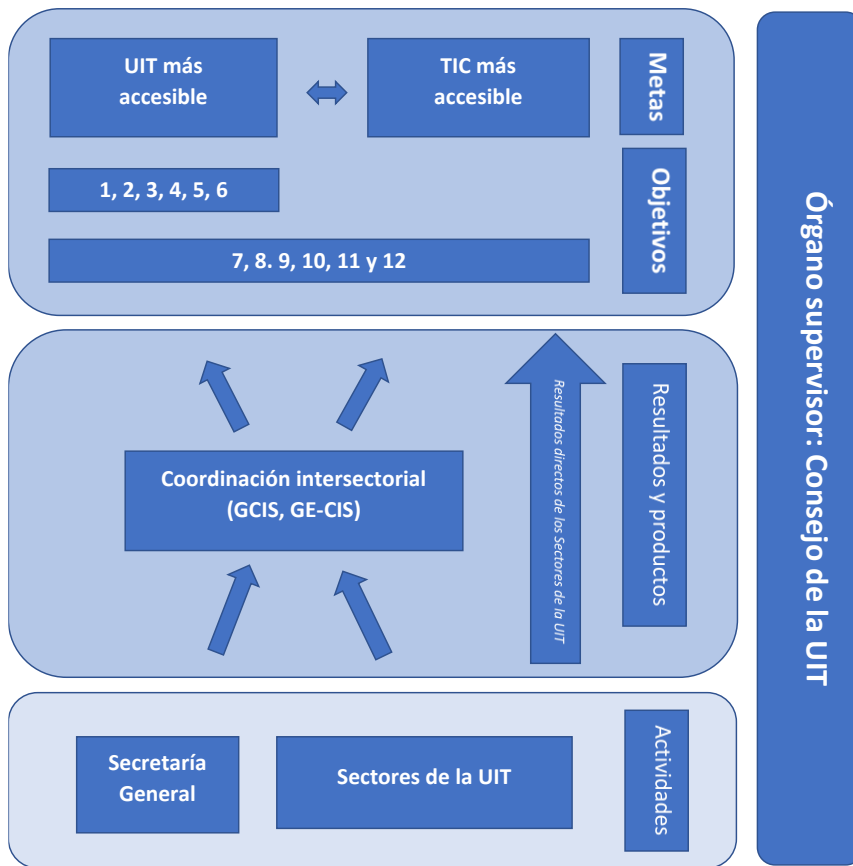 UIT más
accesible
TIC más
accesible
Metas
1, 2, 3, 4, 5, 6
7, 8. 9, 10, 11 y 12
Objetivos
Coordinación intersectorial
(GCIS, GE-CIS)
Resultados directos de los Sectores de la UIT
Resultados y productos
Secretaría
General
Sectores de la UIT
Actividades
Órgano supervisor: Consejo de la UIT